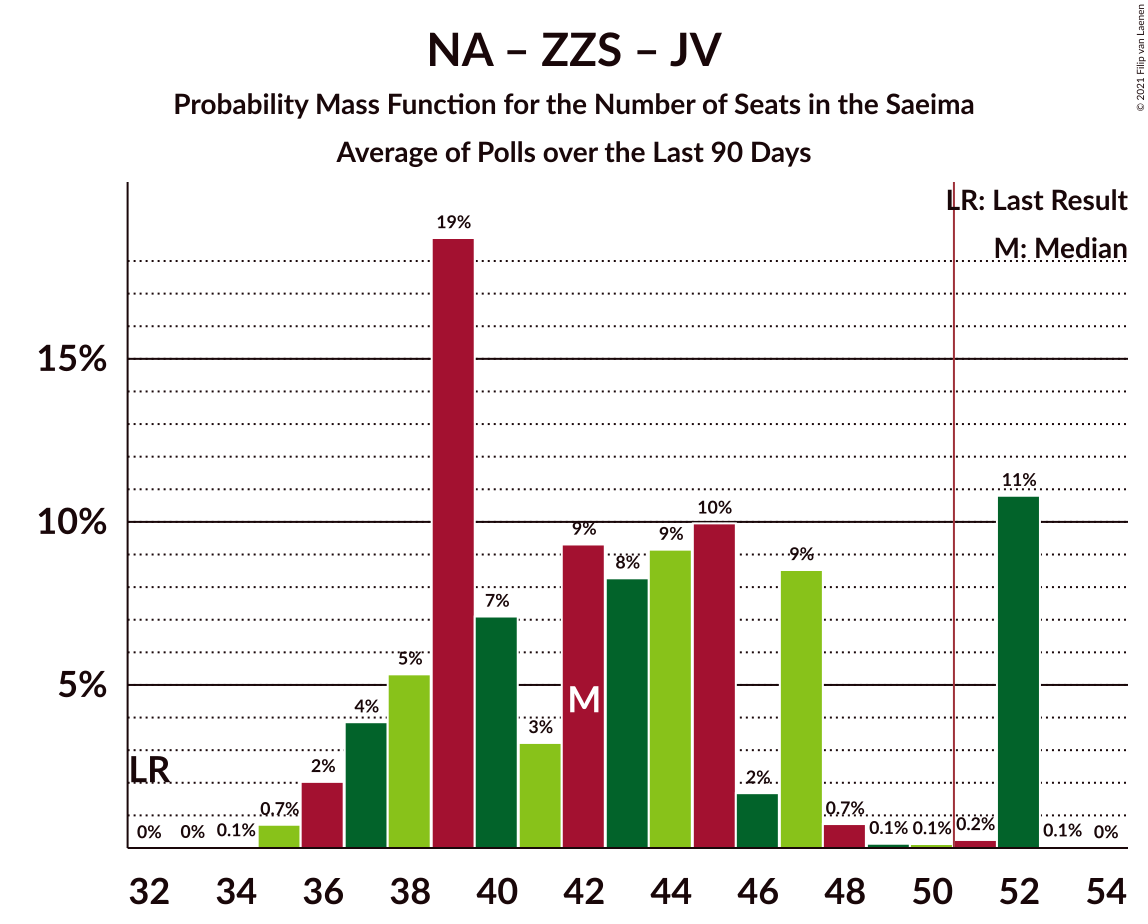 NA – ZZS – JV
Probability Mass Function for the Number of Seats in the Saeima
Average of Polls over the Last 90 Days
© 2021 Filip van Laenen
LR: Last Result
M: Median
15%
10%
5%
LR
M
0% 0% 0.1% 0.7% 2% 4% 5% 19% 7% 3% 9% 8% 9% 10% 2% 9% 0.7% 0.1% 0.1% 0.2% 11% 0.1% 0%
32 34 36 38 40 42 44 46 48 50 52 54